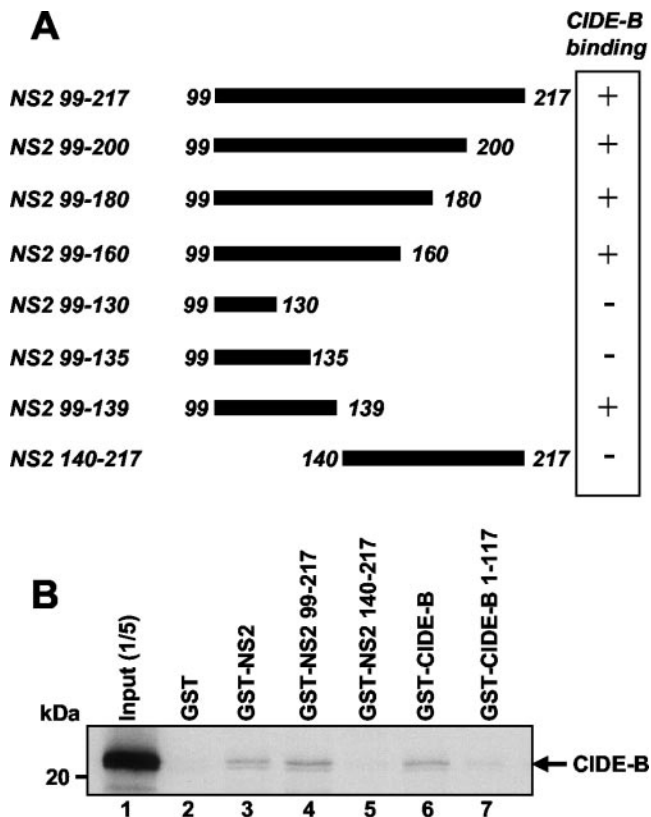 A
CIDE-B
binding
NS2 99-217 99 217 +
NS2 99-200 99 200 +
NS2 99-180 99 180 +
NS2 99-160 99 160 +
NS2 99-130 99 130 -
NS2 99-135 99 135 -
NS2 99-139 99 139 +
NS2 140-217 140 217 -
B
Input (1/5)
GST
GST-NS2
GST-NS2 99-217
GST-NS2 140-217
GST-CIDE-B
GST-CIDE-B 1-117
kDa
20
CIDE-B
1 2 3 4 5 6 7